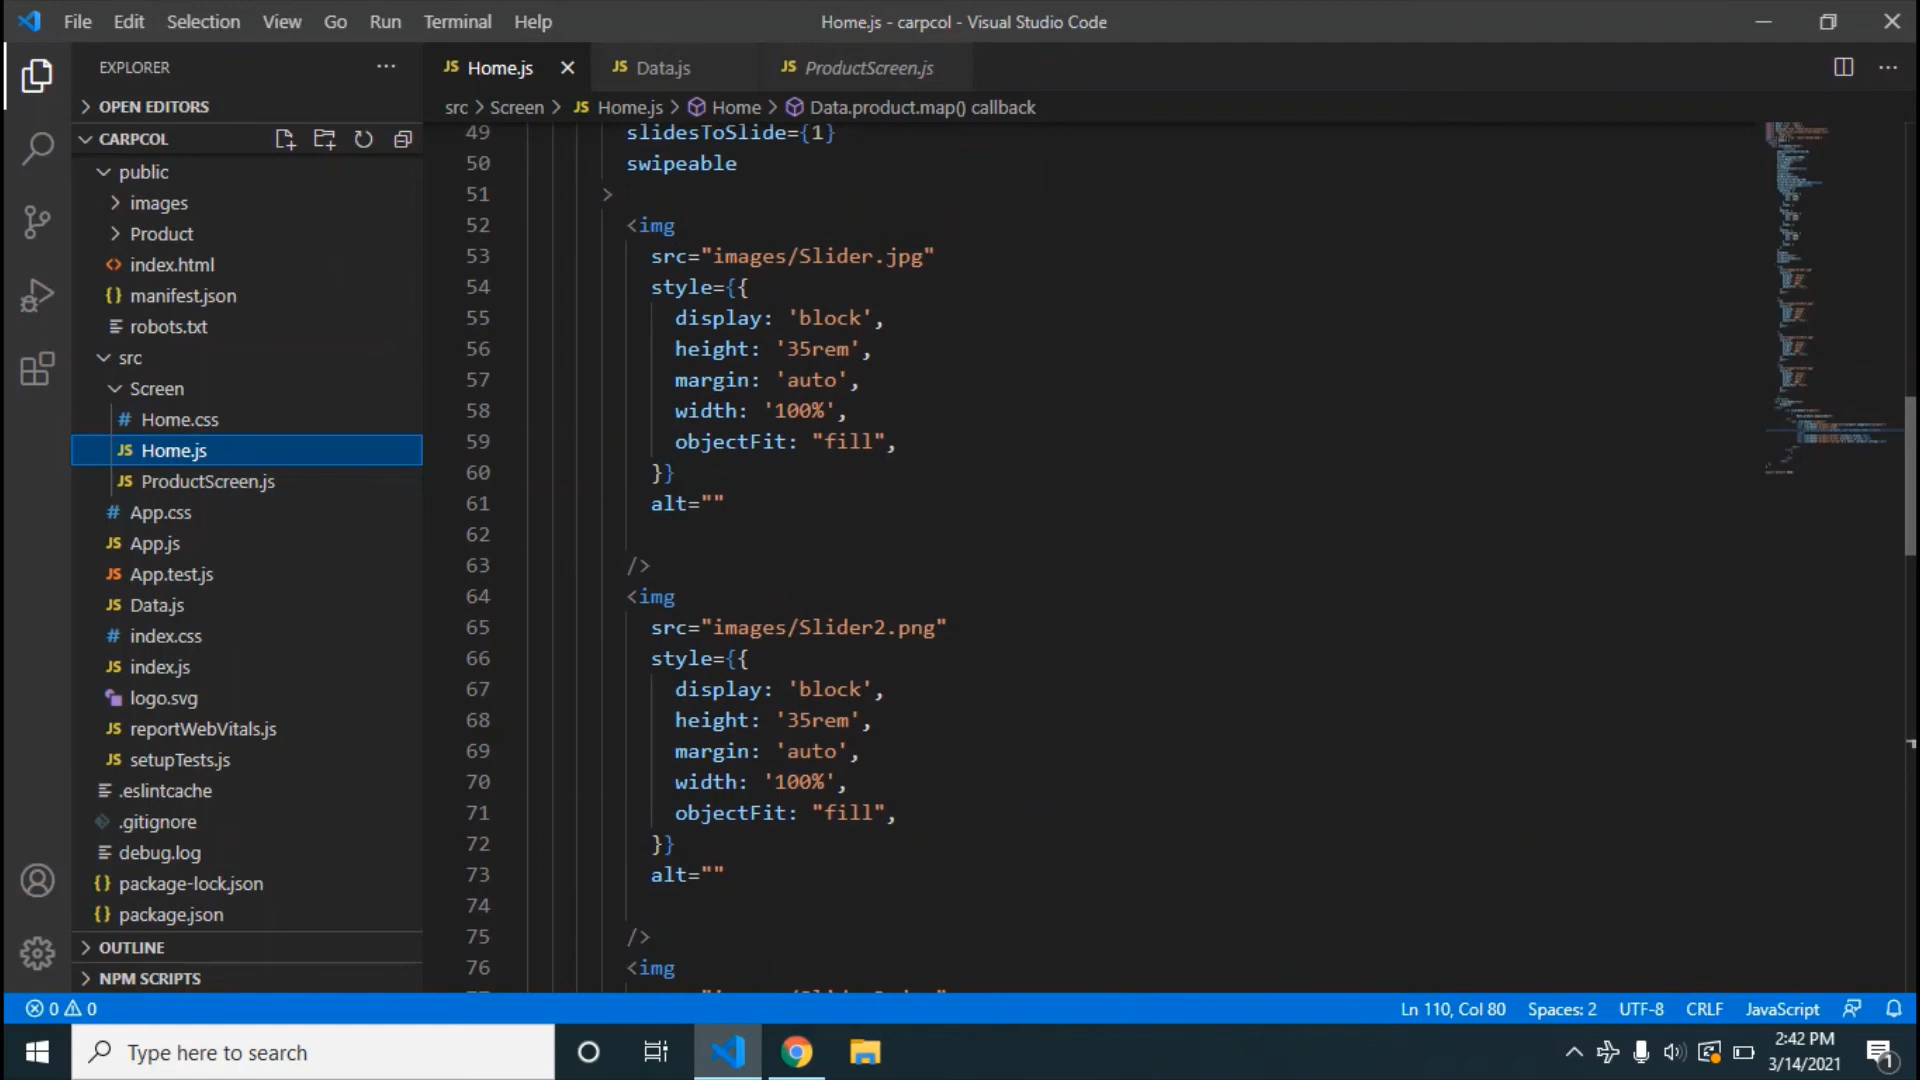 File Edit Selection View Go Run Terminal Help
Home.js - carpcol - Visual Studio Code
EXPLORER
OPEN EDITORS
CARPCOL
public
images
Product
index.html
manifest.json
robots.txt
src
Screen
Home.css
Home.js
ProductScreen.js
App.css
App.js
App.test.js
Data.js
index.css
index.js
logo.svg
reportWebVitals.js
setupTests.js
.eslintcache
.gitignore
debug.log
package-lock.json
package.json
OUTLINE
NPM SCRIPTS
JS Home.js JS Data.js JS ProductScreen.js
src > Screen > JS Home.js > Home > Data.product.map() callback
49 slidesToSlide={1}
50 swipeable
51 >
52 <img
53 src="images/Slider.jpg"
54 style={{
55 display: 'block',
56 height: '35rem',
57 margin: 'auto',
58 width: '100%',
59 objectFit: "fill",
60 }}
61 alt=""
62
63 />
64 <img
65 src="images/Slider2.png"
66 style={{
67 display: 'block',
68 height: '35rem',
69 margin: 'auto',
70 width: '100%',
71 objectFit: "fill",
72 }}
73 alt=""
74
75 />
76 <img
0 0
Ln 110, Col 80 Spaces: 2 UTF-8 CRLF JavaScript
Type here to search
2:42 PM
3/14/2021
1